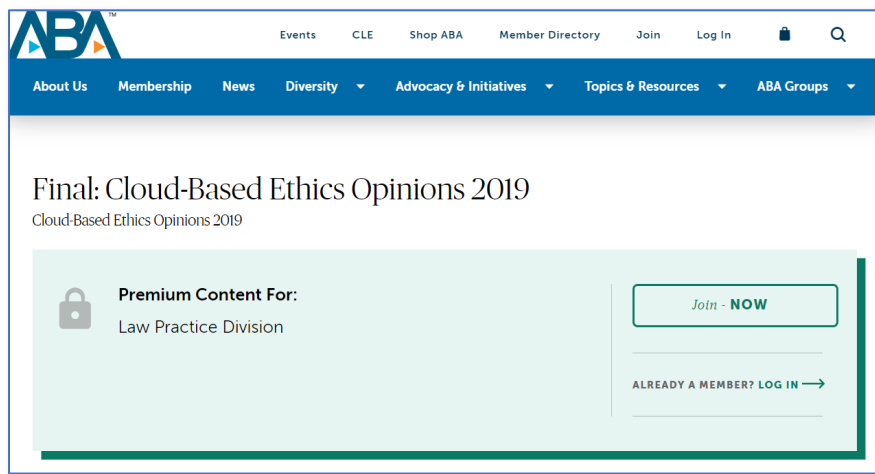 ABA™
Events CLE Shop ABA Member Directory Join Log In
About Us Membership News Diversity Advocacy & Initiatives Topics & Resources ABA Groups
Final: Cloud-Based Ethics Opinions 2019
Cloud-Based Ethics Opinions 2019
Premium Content For:
Law Practice Division
Join - NOW
ALREADY A MEMBER? LOG IN